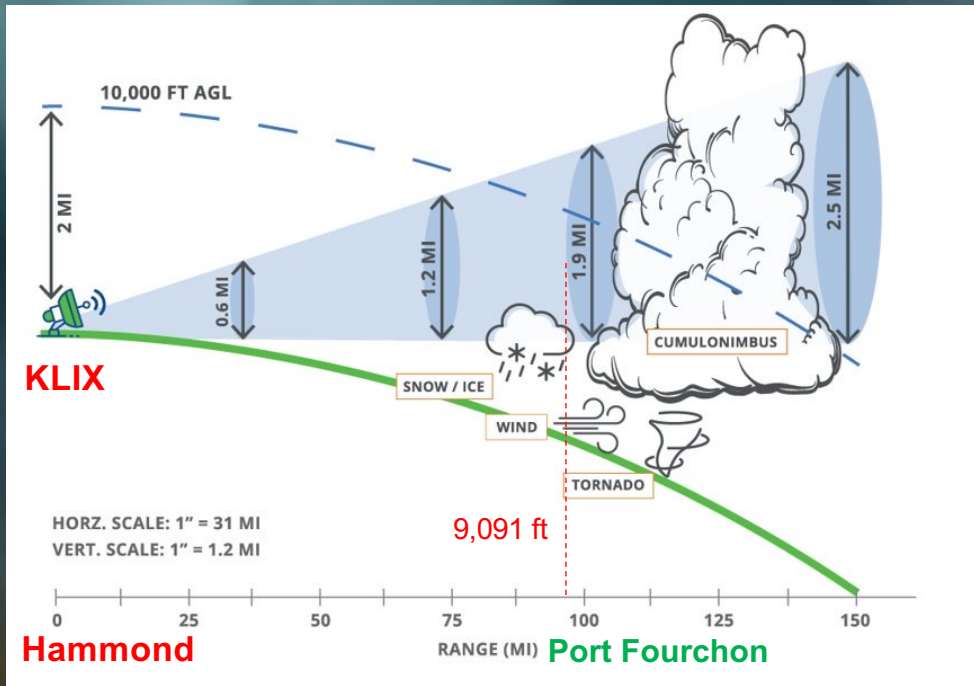 10,000 FT AGL
2 MI
0.6 MI
1.2 MI
1.9 MI
2.5 MI
KLIX
CUMULONIMBUS
SNOW / ICE
WIND
TORNADO
HORZ. SCALE: 1” = 31 MI
VERT. SCALE: 1” = 1.2 MI
9,091 ft
0 25 50 75 100 125 150
Hammond RANGE (MI) Port Fourchon